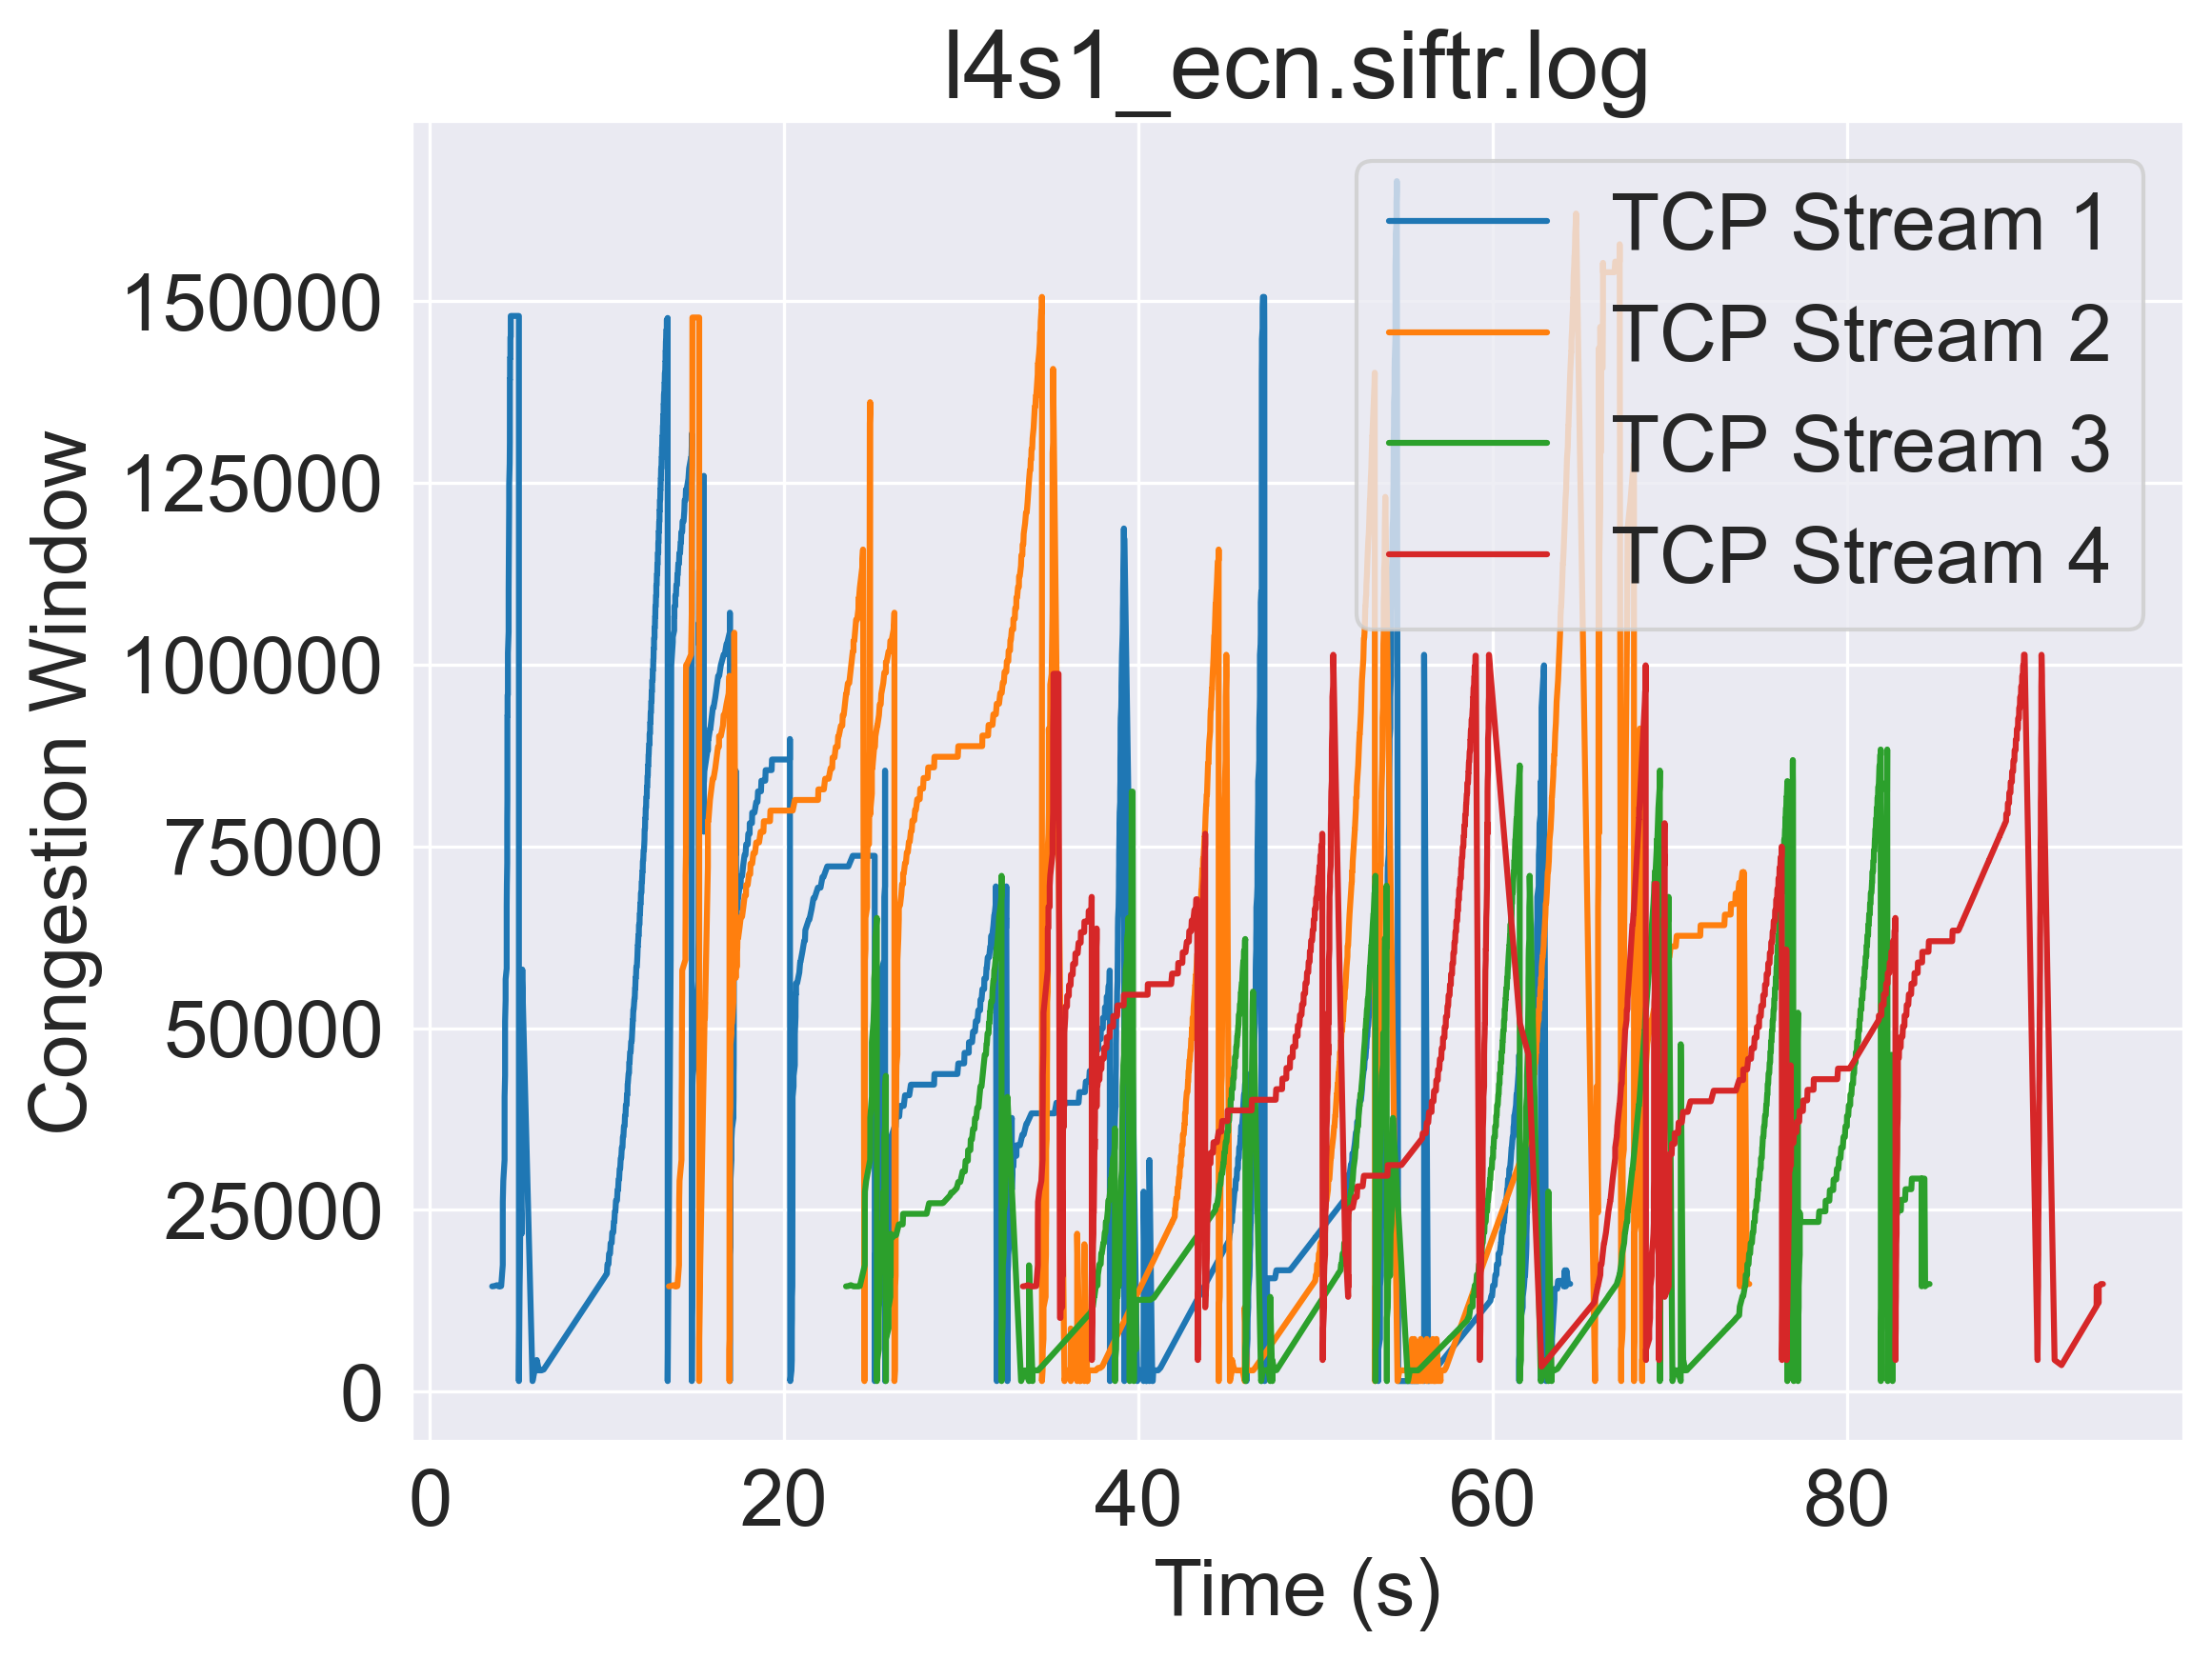 l4s1_ecn.siftr.log
TCP Stream 1
TCP Stream 2
TCP Stream 3
TCP Stream 4
Congestion Window
150000
125000
100000
75000
50000
25000
0
0 20 40 60 80
Time (s)